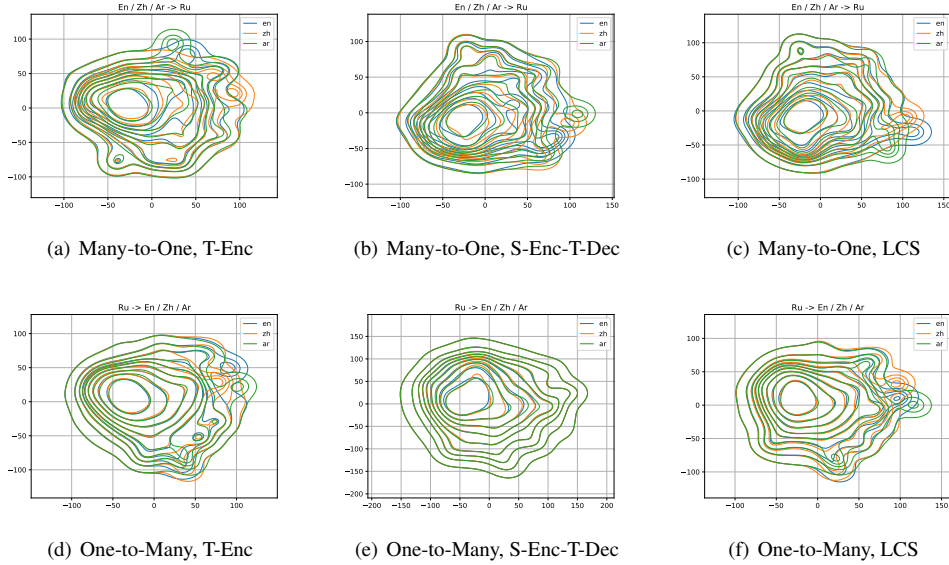 En / Zh / Ar -> Ru
en
zh
ar
100
50
0
−50
−100
−100 −50 0 50 100
(a) Many-to-One, T-Enc
En / Zh / Ar -> Ru
en
zh
ar
100
50
0
−50
−100
−100 −50 0 50 100 150
(b) Many-to-One, S-Enc-T-Dec
En / Zh / Ar -> Ru
en
zh
ar
100
50
0
−50
−100
−100 −50 0 50 100 150
(c) Many-to-One, LCS
Ru -> En / Zh / Ar
en
zh
ar
100
50
0
−50
−100
−100 −50 0 50 100
(d) One-to-Many, T-Enc
Ru -> En / Zh / Ar
en
zh
ar
150
100
50
0
−50
−100
−150
−200
−200 −150 −100 −50 0 50 100 150 200
(e) One-to-Many, S-Enc-T-Dec
Ru -> En / Zh / Ar
en
zh
ar
100
50
0
−50
−100
−100 −50 0 50 100 150
(f) One-to-Many, LCS